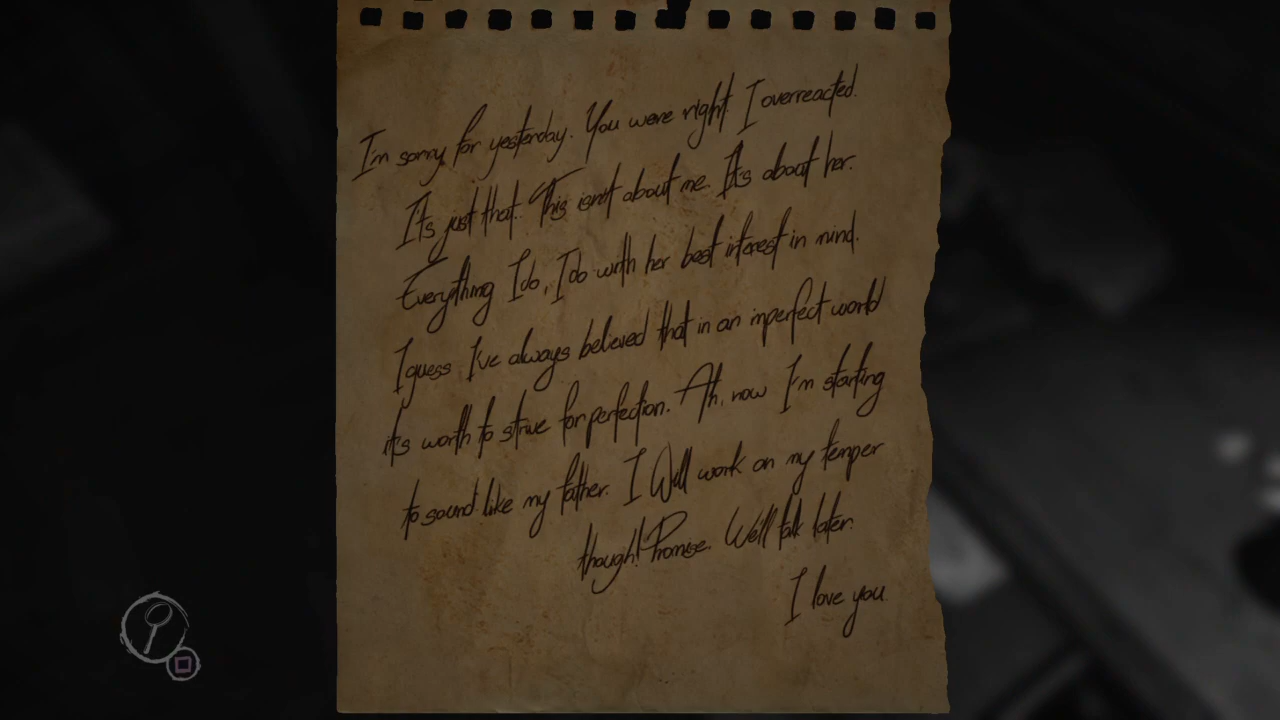 I'm sorry for yesterday. You were right. I overreacted.
It's just that.. This isn't about me. It's about her.
Everything I do, I do with her best interest in mind.
I guess I've always believed that in an imperfect world
it's worth to strive for perfection. Ah, now I'm starting
to sound like my father. I Will work on my temper
though! Promise. We'll talk later.
I love you